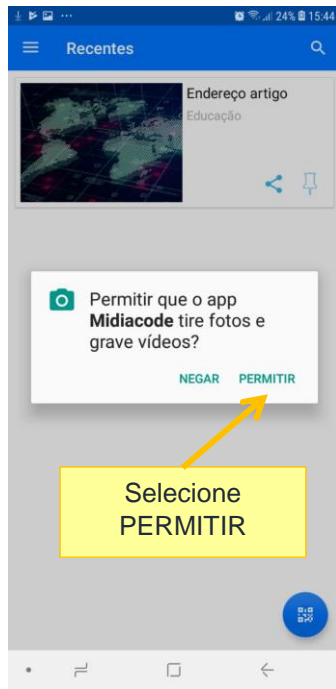 24% 15:44
Recentes
Endereço artigo
Educação
Permitir que o app
Midiacode tire fotos e
grave vídeos?
NEGAR PERMITIR
Selecione
PERMITIR